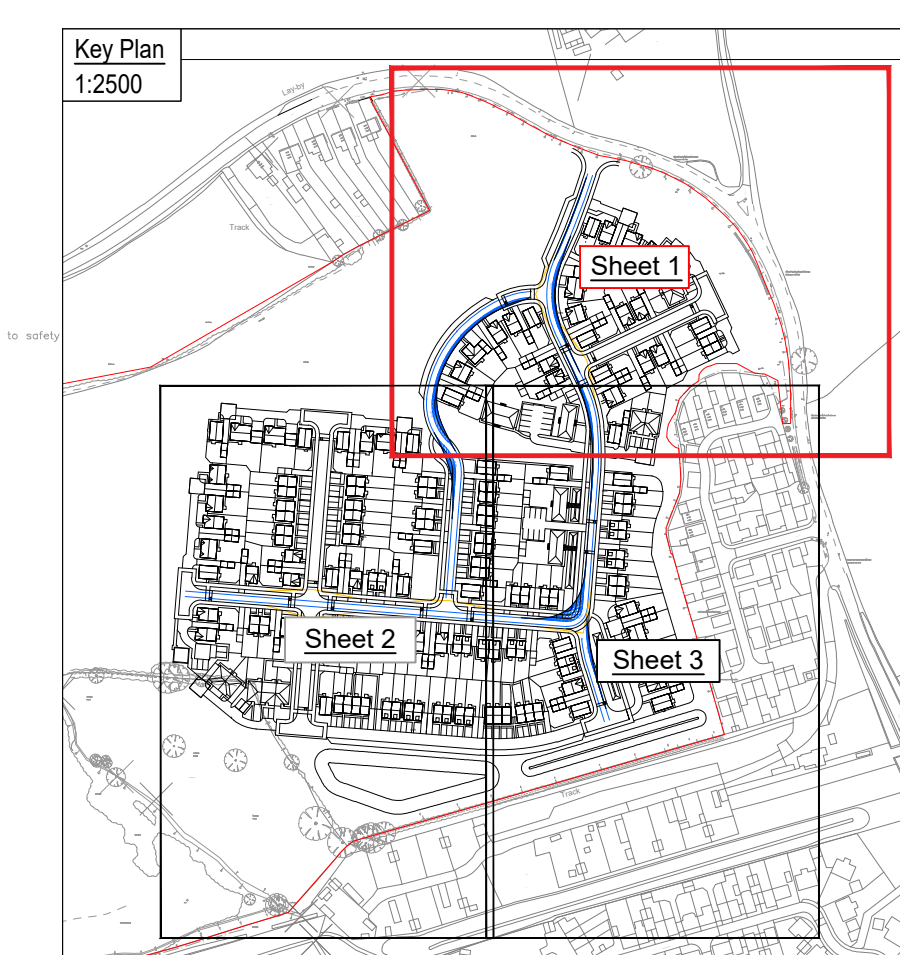 Key Plan
1:2500
Lay-by
Track
Sheet 1
to safety
Sheet 2
Sheet 3
Track